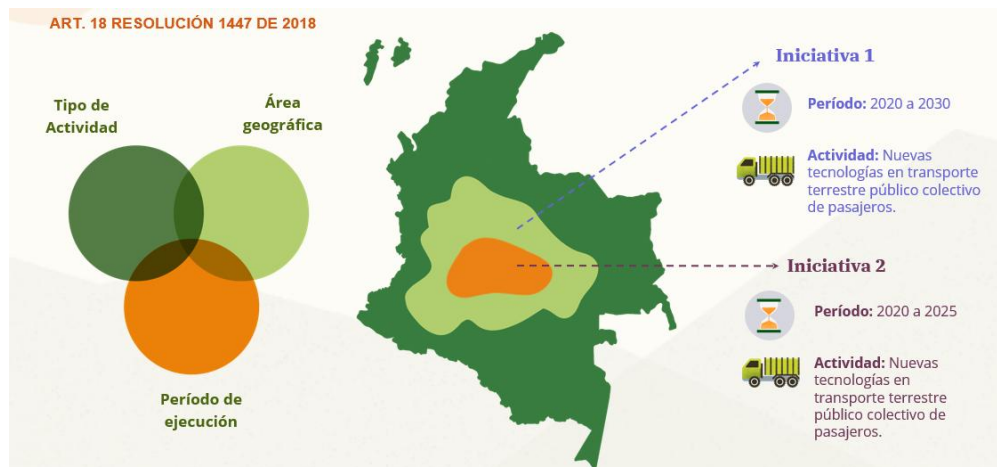 ART. 18 RESOLUCIÓN 1447 DE 2018
Tipo de
Actividad
Área
geográfica
Período de
ejecución
Iniciativa 1
Período: 2020 a 2030
Actividad: Nuevas
tecnologías en transporte
terrestre público colectivo
de pasajeros.
Iniciativa 2
Período: 2020 a 2025
Actividad: Nuevas
tecnologías en
transporte terrestre
público colectivo de
pasajeros.